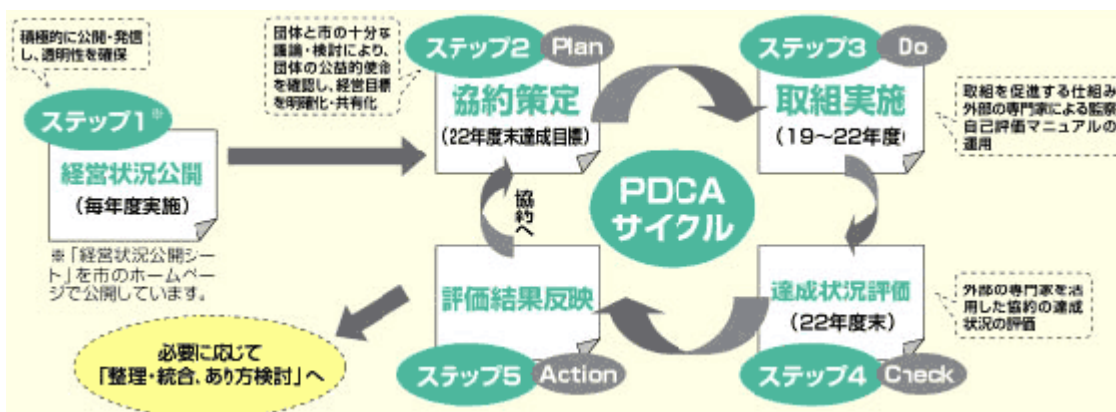 積極的に公開・発信
し、透明性を確保
ステップ1※
経営状況公開
(毎年度実施)
※「経営状況公開シー
ト」を市のホームペー
ジで公開しています。
団体と市の十分な
議論・検討により、
団体の公益的使命
を確認し、経営目標
を明確化・共有化
ステップ2 Plan
協約策定
(22年度末達成目標)
ステップ3 Do
取組実施
(19〜22年度)
取組を促進する仕組み
外部の専門家による監察
自己評価マニュアルの
運用
PDCA
サイクル
協約へ
達成状況評価
(22年度末)
ステップ4 Check
外部の専門家を活
用した協約の達成
状況の評価
評価結果反映
ステップ5 Action
必要に応じて
「整理・統合、あり方検討」へ